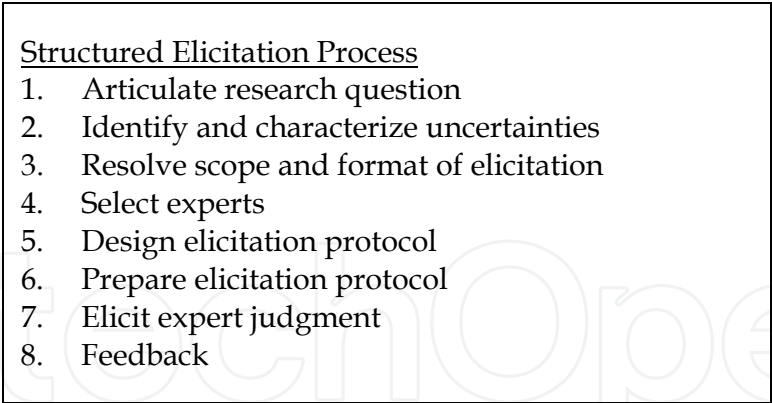 Structured Elicitation Process
1. Articulate research question
2. Identify and characterize uncertainties
3. Resolve scope and format of elicitation
4. Select experts
5. Design elicitation protocol
6. Prepare elicitation protocol
7. Elicit expert judgment
8. Feedback
techOpe